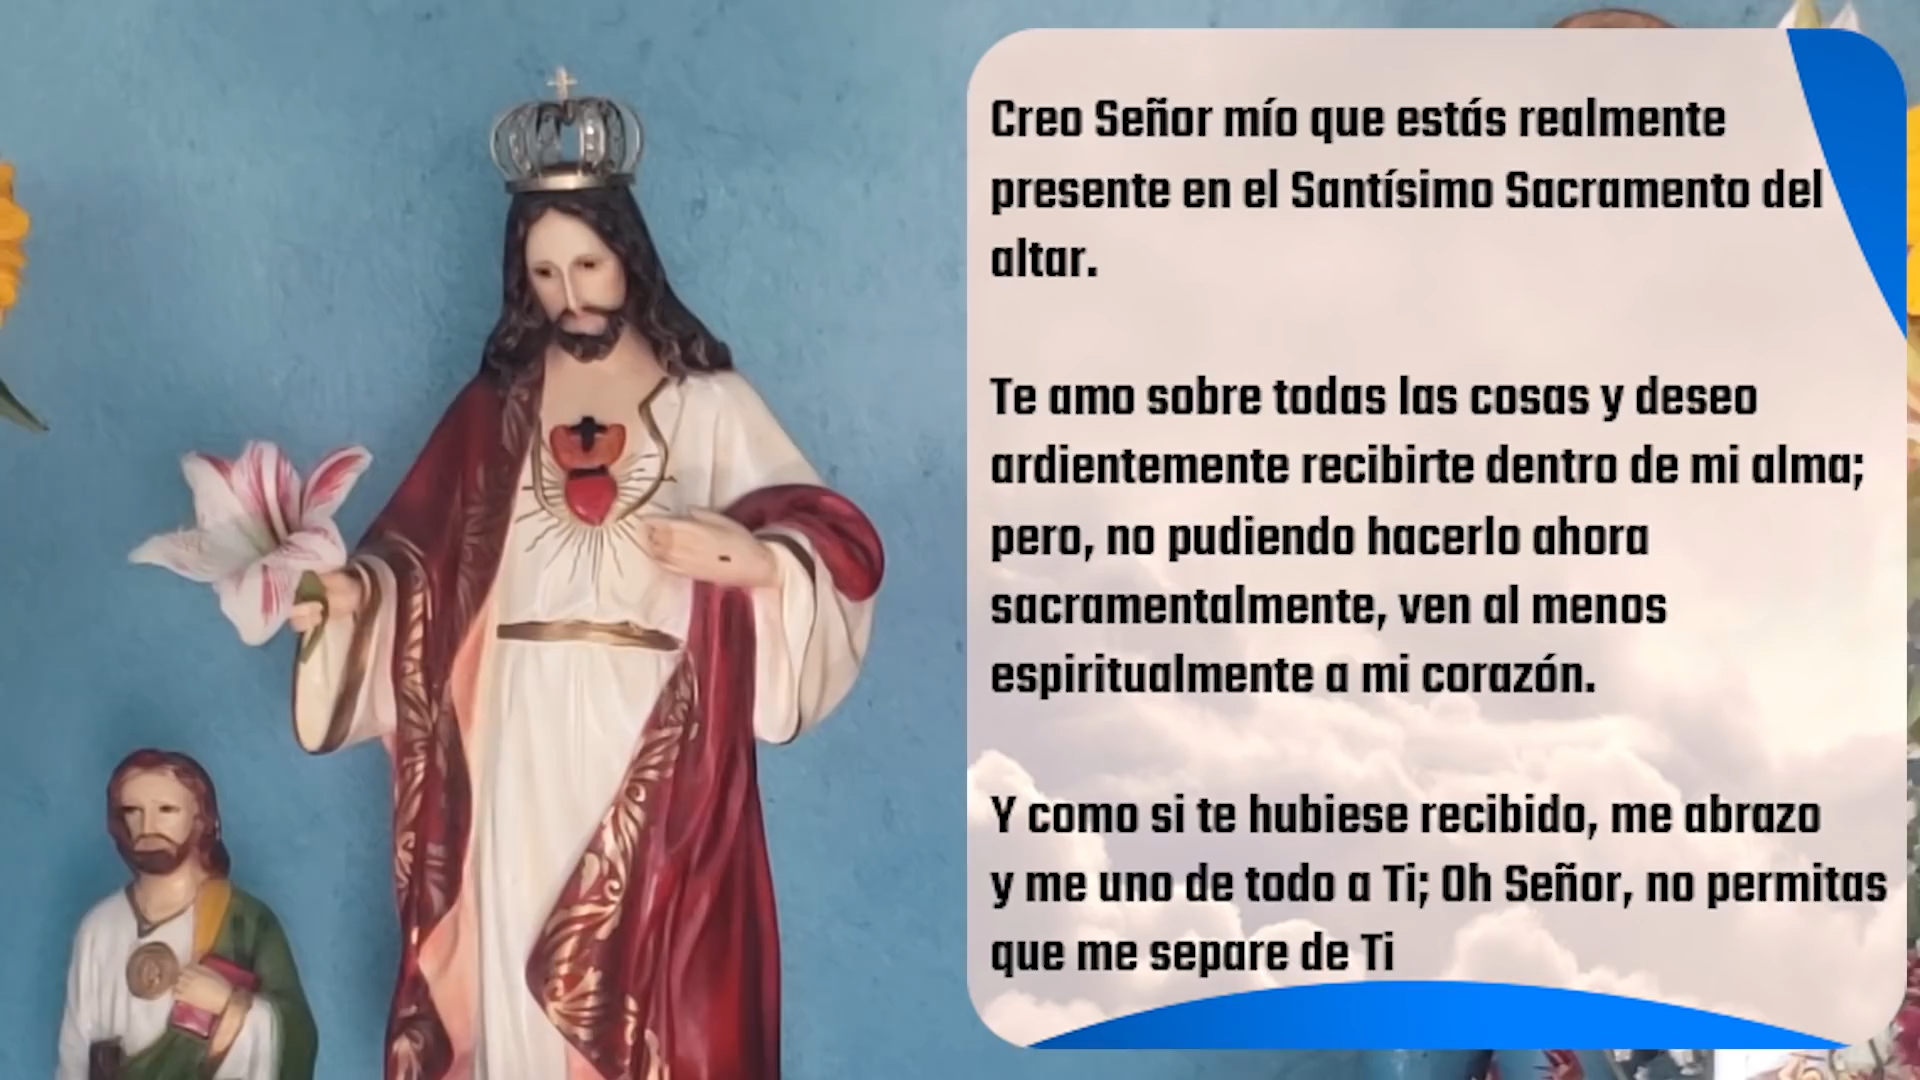 Creo Señor mío que estás realmente
presente en el Santísimo Sacramento del
altar.
Te amo sobre todas las cosas y deseo
ardientemente recibirte dentro de mi alma;
pero, no pudiendo hacerlo ahora
sacramentalmente, ven al menos
espiritualmente a mi corazón.
Y como si te hubiese recibido, me abrazo
y me uno de todo a Ti; Oh Señor, no permitas
que me separe de Ti